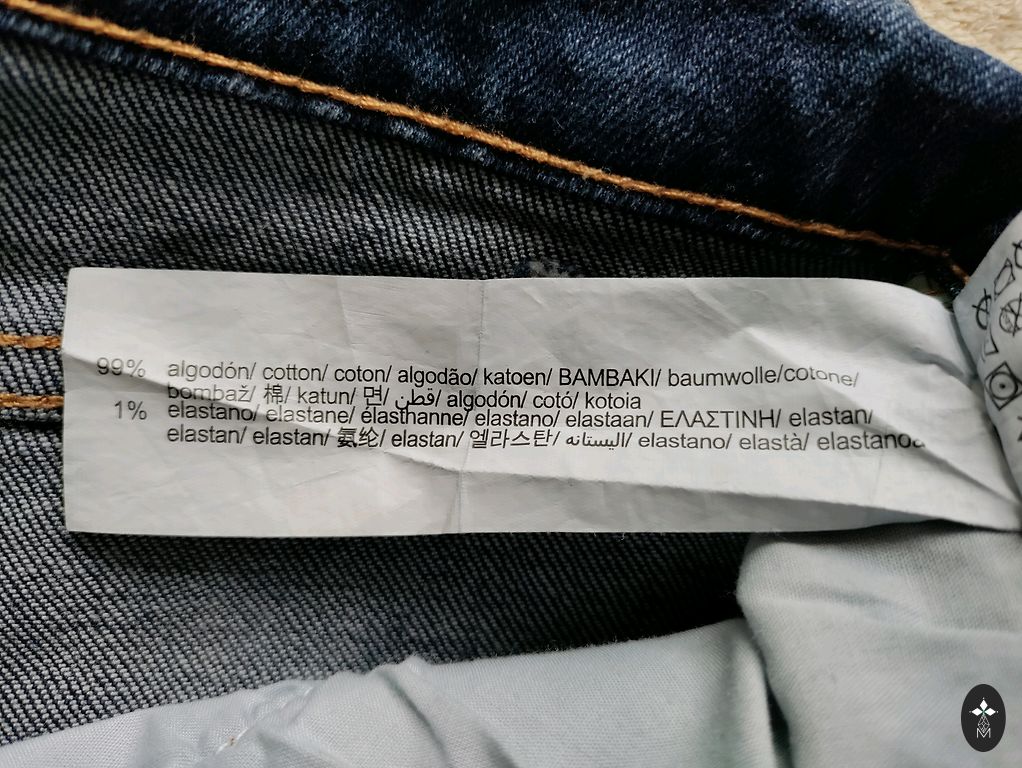 99% algodón/ cotton/ coton/ algodão/ katoen/ BAMBAKI/ baumwolle/cotone/
bombaž/ 棉/ katun/ 면/ قطن/ algodón/ cotó/ kotoia
1% elastano/ elastane/ élasthanne/ elastano/ elastaan/ ΕΛΑΣΤΙΝΗ/ elastan/
elastan/ elastan/ 氨纶/ elastan/ 엘라스탄/ اليستانه/ elastano/ elastà/ elastanoa
M